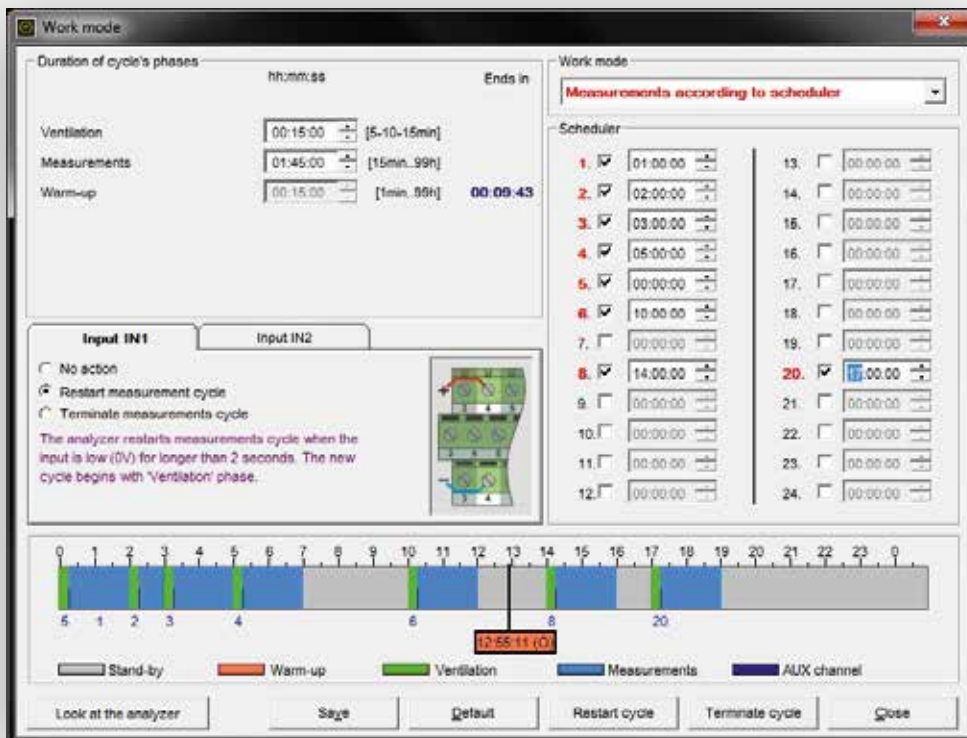 Work mode
Duration of cycle's phases
hh:mm:ss Ends in
Ventilation 00:15:00 [5-10-15min]
Measurements 01:45:00 [15min..99h]
Warm-up 00:15:00 [1min..99h] 00:09:43
Work mode
Measurements according to scheduler
Scheduler
1. 01:00:00 13. 00:00:00
2. 02:00:00 14. 00:00:00
3. 03:00:00 15. 00:00:00
4. 05:00:00 16. 00:00:00
5. 00:00:00 17. 00:00:00
6. 10:00:00 18. 00:00:00
7. 00:00:00 19. 00:00:00
8. 14:00:00 20. 17:00:00
9. 00:00:00 21. 00:00:00
10. 00:00:00 22. 00:00:00
11. 00:00:00 23. 00:00:00
12. 00:00:00 24. 00:00:00
Input IN1 Input IN2
No action
Restart measurement cycle
Terminate measurements cycle
The analyzer restarts measurements cycle when the
input is low (0V) for longer than 2 seconds. The new
cycle begins with 'Ventilation' phase.
0 1 2 3 4 5 6 7 8 9 10 11 12 13 14 15 16 17 18 19 20 21 22 23 0
5 1 2 3 4 6 8 20
12:55:11 (O)
Stand-by Warm-up Ventilation Measurements AUX channel
Look at the analyzer Save Default Restart cycle Terminate cycle Close